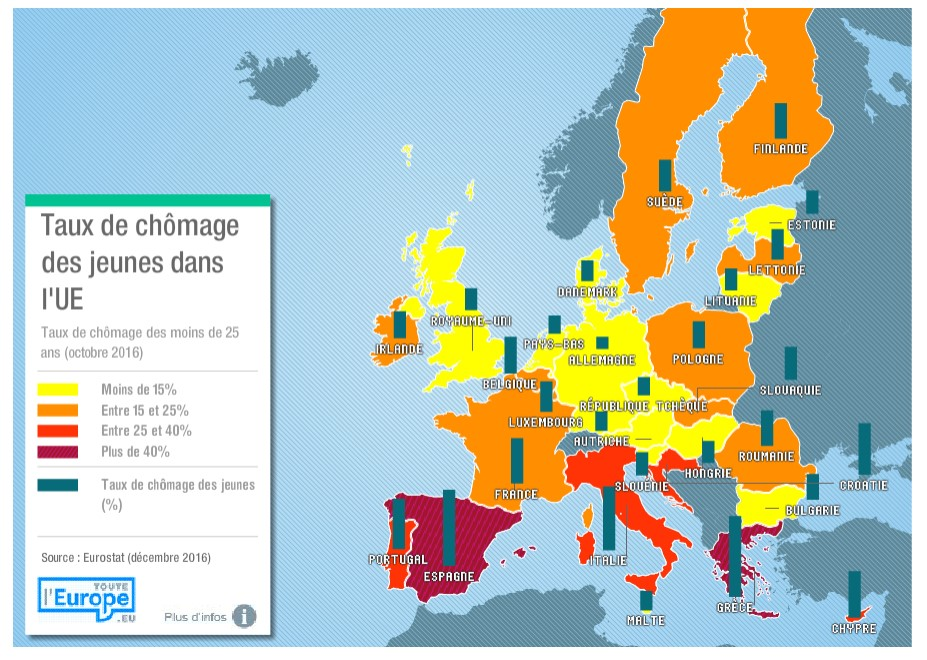 Taux de chômage
des jeunes dans
l'UE
Taux de chômage des moins de 25
ans (octobre 2016)
Moins de 15%
Entre 15 et 25%
Entre 25 et 40%
Plus de 40%
Taux de chômage des jeunes
(%)
Source : Eurostat (décembre 2016)
TOUTE
l'Europe
.EU
Plus d'infos
i
FINLANDE
SUÈDE
ESTONIE
LETTONIE
DANEMARK
LITUANIE
ROYAUME-UNI
IRLANDE
PAYS-BAS
ALLEMAGNE
POLOGNE
BELGIQUE
SLOVAQUIE
RÉPUBLIQUE TCHÈQUE
LUXEMBOURG
AUTRICHE
ROUMANIE
HONGRIE
SLOVÉNIE
CROATIE
FRANCE
BULGARIE
PORTUGAL
ITALIE
ESPAGNE
GRÈCE
MALTE
CHYPRE